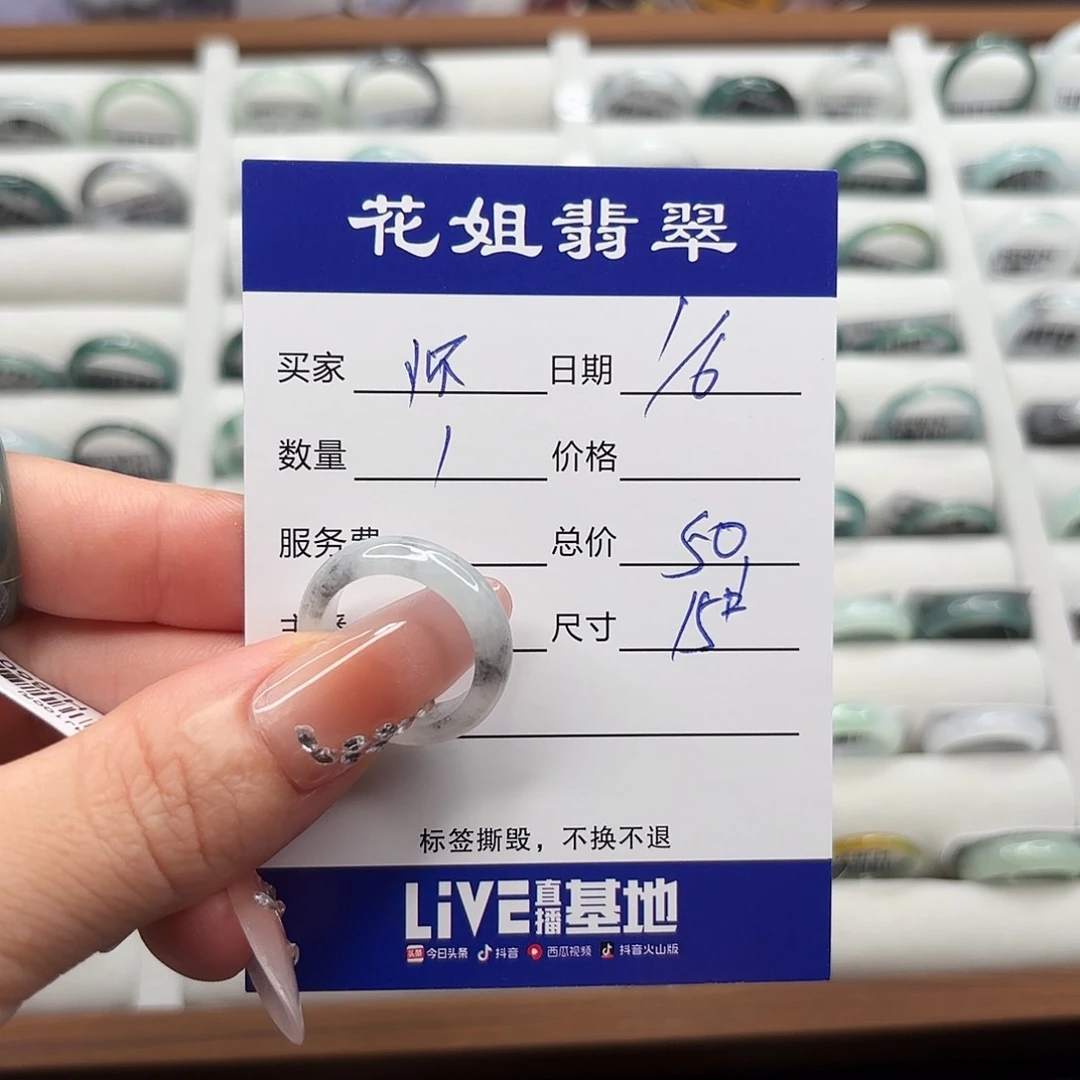 花姐翡翠
买家 怀 日期 1/6
数量 1 价格
服务费 总价 50
尺寸 15#
标签撕毁，不换不退
LiVE直播基地
头条 今日头条 抖音 西瓜视频 抖音火山版